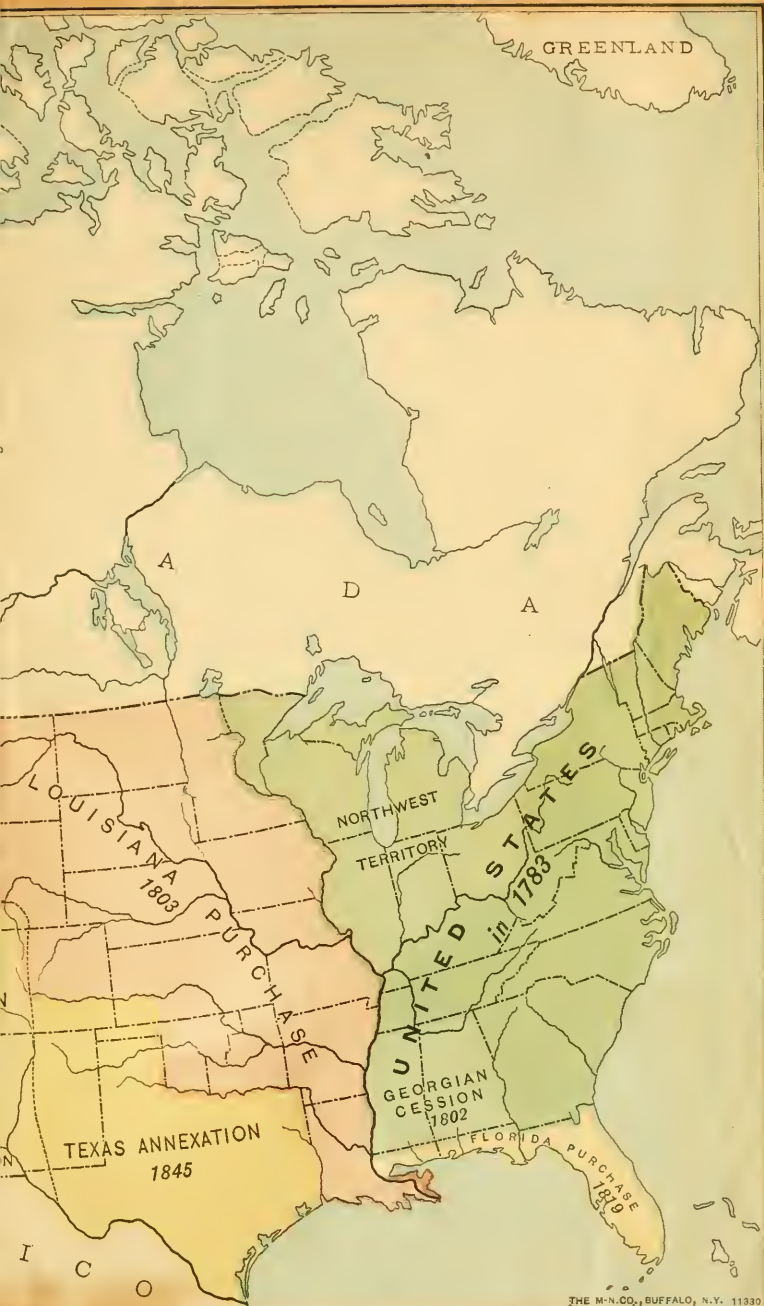 GREENLAND
A D A
LOUISIANA PURCHASE
1803
NORTHWEST
TERRITORY
UNITED STATES
in 1783
GEORGIAN
CESSION
1802
TEXAS ANNEXATION
1845
FLORIDA PURCHASE
1819
N
N
I C O
THE M-N.CO., BUFFALO, N.Y. 11330